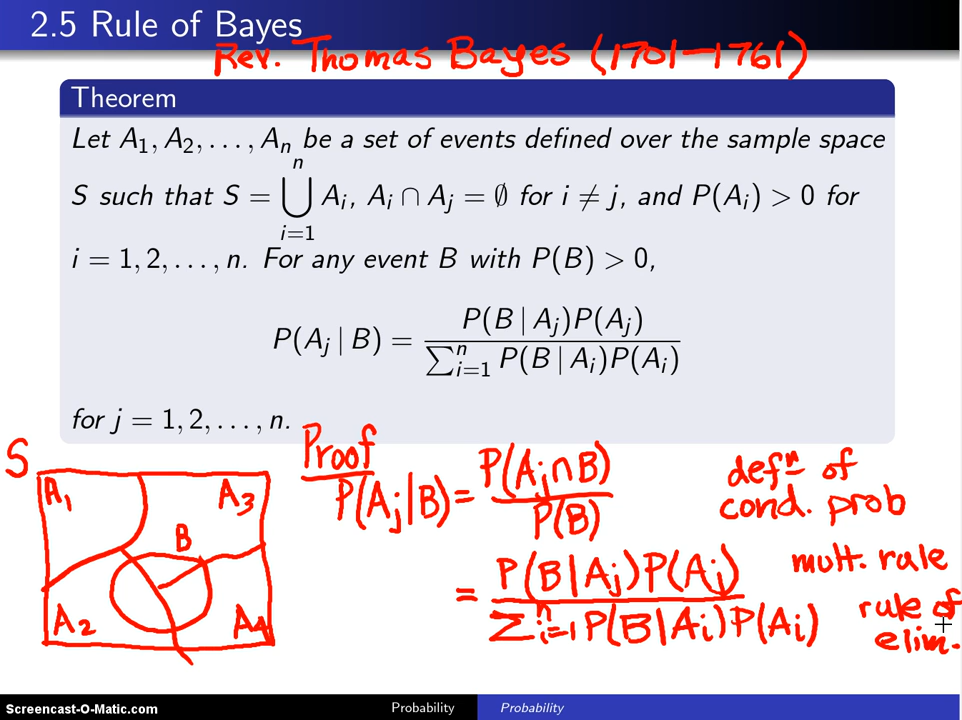 2.5 Rule of Bayes
Rev. Thomas Bayes (1701-1761)
Theorem
Let A₁, A₂, . . . , Aₙ be a set of events defined over the sample space
S such that S = ⋃ᵢ₌₁ⁿ Aᵢ, Aᵢ ∩ Aⱼ = ∅ for i ≠ j, and P(Aᵢ) > 0 for
i = 1, 2, . . . , n. For any event B with P(B) > 0,
P(Aⱼ | B) = P(B | Aⱼ)P(Aⱼ) / ∑ᵢ₌₁ⁿ P(B | Aᵢ)P(Aᵢ)
for j = 1, 2, . . . , n.
S
A₁
A₃
B
A₂
A₄
Proof
P(Aⱼ|B) = P(Aⱼ∩B) / P(B)
defⁿ of
cond. prob
= P(B|Aⱼ)P(Aⱼ) / ∑ᵢ₌₁ⁿ P(B|Aᵢ)P(Aᵢ)
mult. rule
rule of
elim.
Screencast-O-Matic.com
Probability
Probability